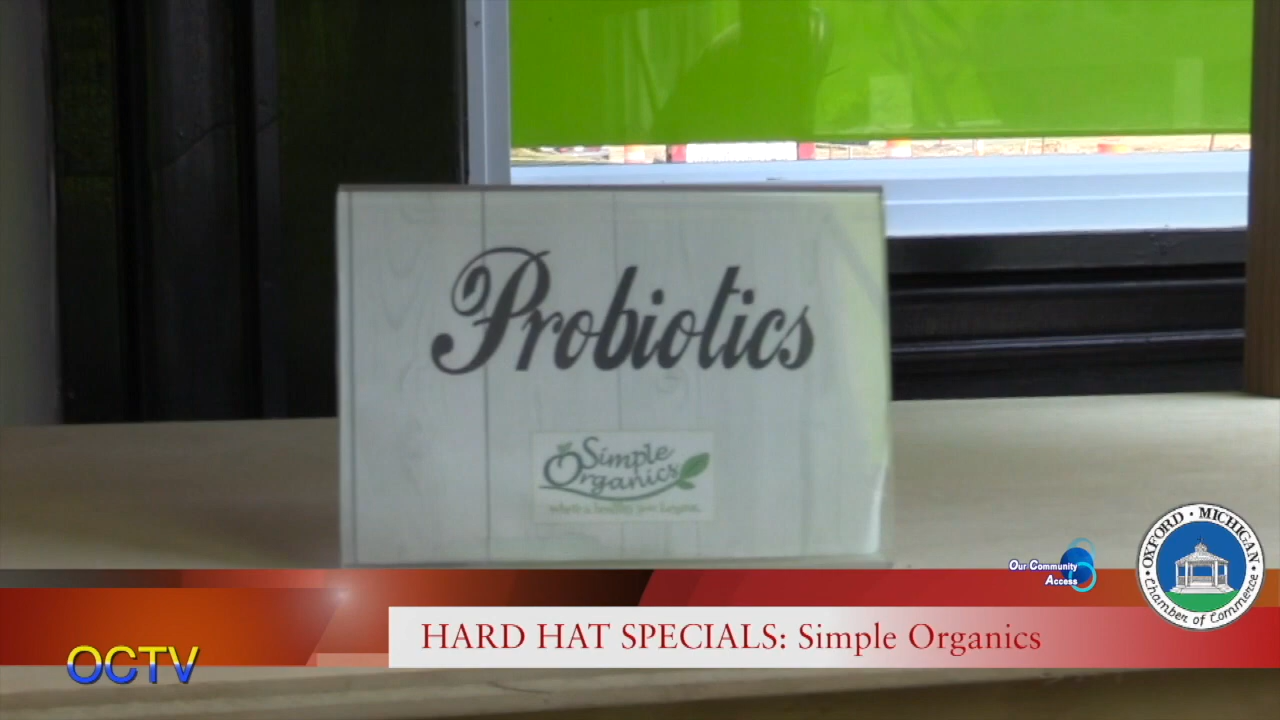 Probiotics
Simple
Organics
Our Community
Access
OXFORD · MICHIGAN
Chamber of Commerce
HARD HAT SPECIALS: Simple Organics
OCTV